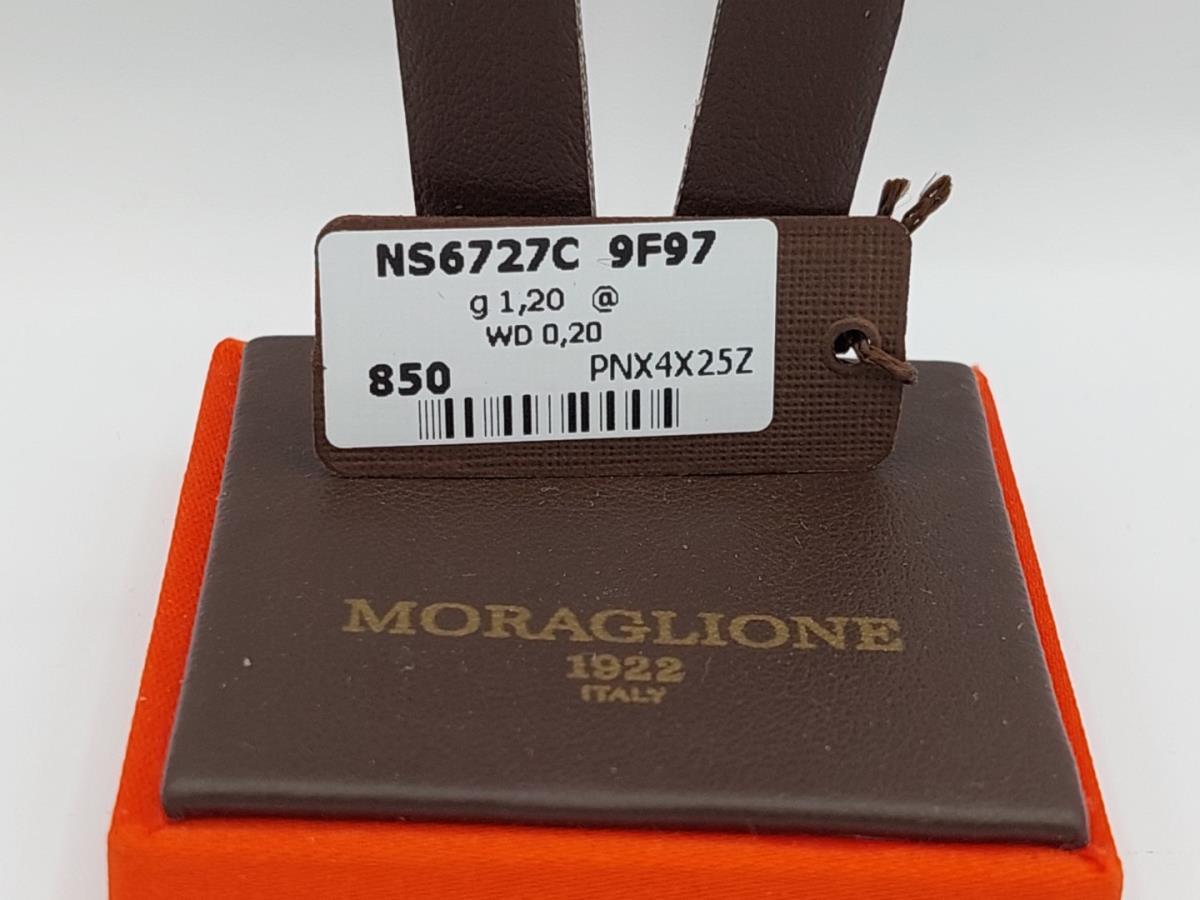 NS6727C 9F97
g 1,20 @
WD 0,20
850 PNX4X25Z
MORAGLIONE
1922
ITALY